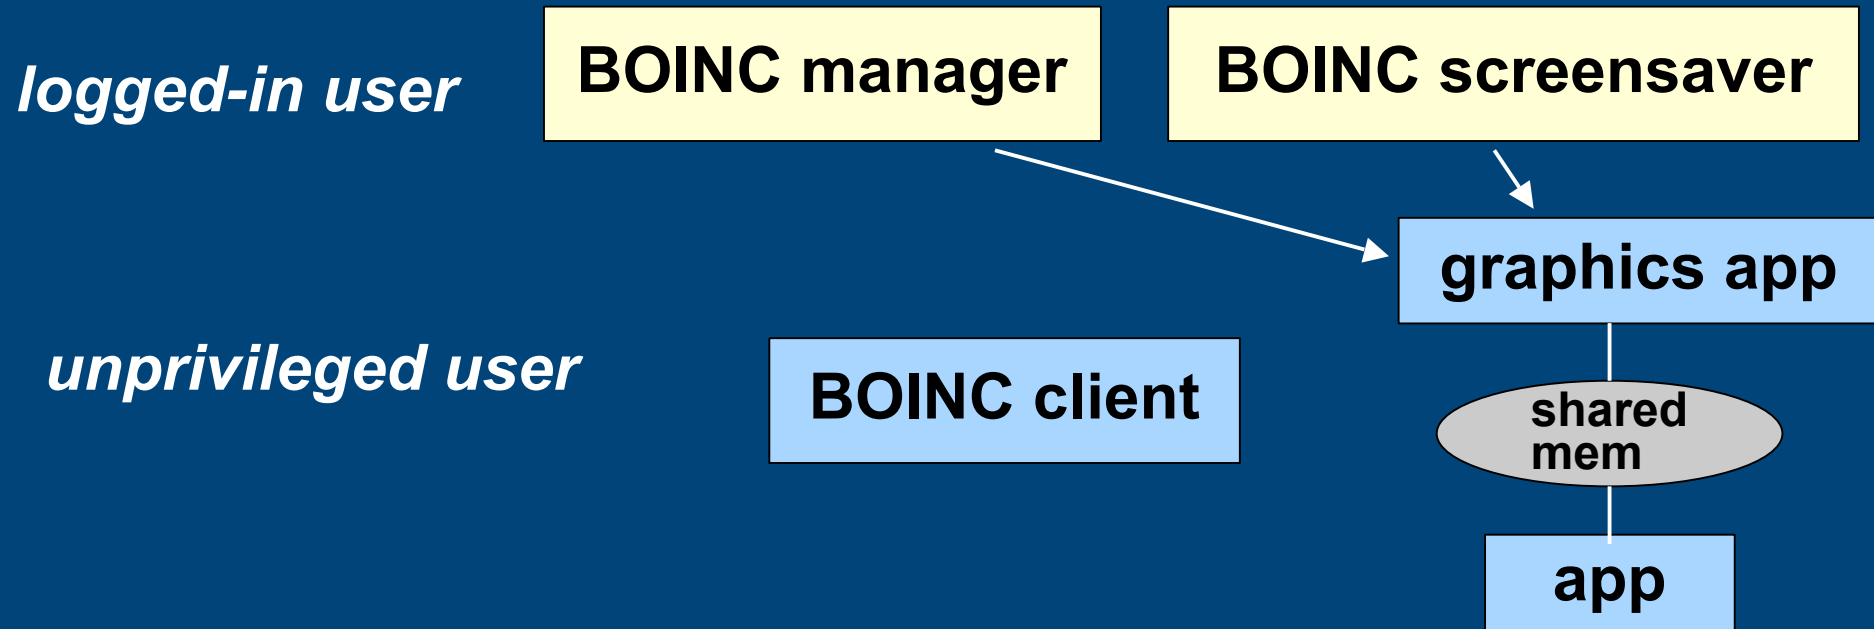 logged-in user
BOINC manager
BOINC screensaver
graphics app
unprivileged user
BOINC client
shared
mem
app